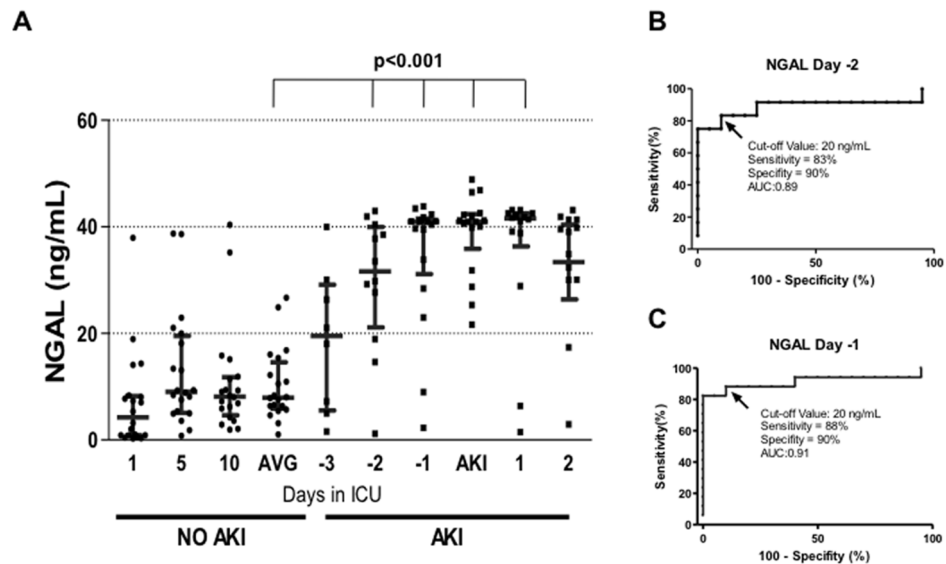 A
p<0.001
60
40
20
0
NGAL (ng/mL)
1 5 10 AVG -3 -2 -1 AKI 1 2
Days in ICU
NO AKI AKI
B
NGAL Day -2
100
80
60
40
20
0
Sensitivity(%)
Cut-off Value: 20 ng/mL
Sensitivity = 83%
Specifity = 90%
AUC:0.89
0 50 100
100 - Specificity (%)
C
NGAL Day -1
100
80
60
40
20
0
Sensitivity(%)
Cut-off Value: 20 ng/mL
Sensitivity = 88%
Specifity = 90%
AUC:0.91
0 50 100
100 - Specifity (%)